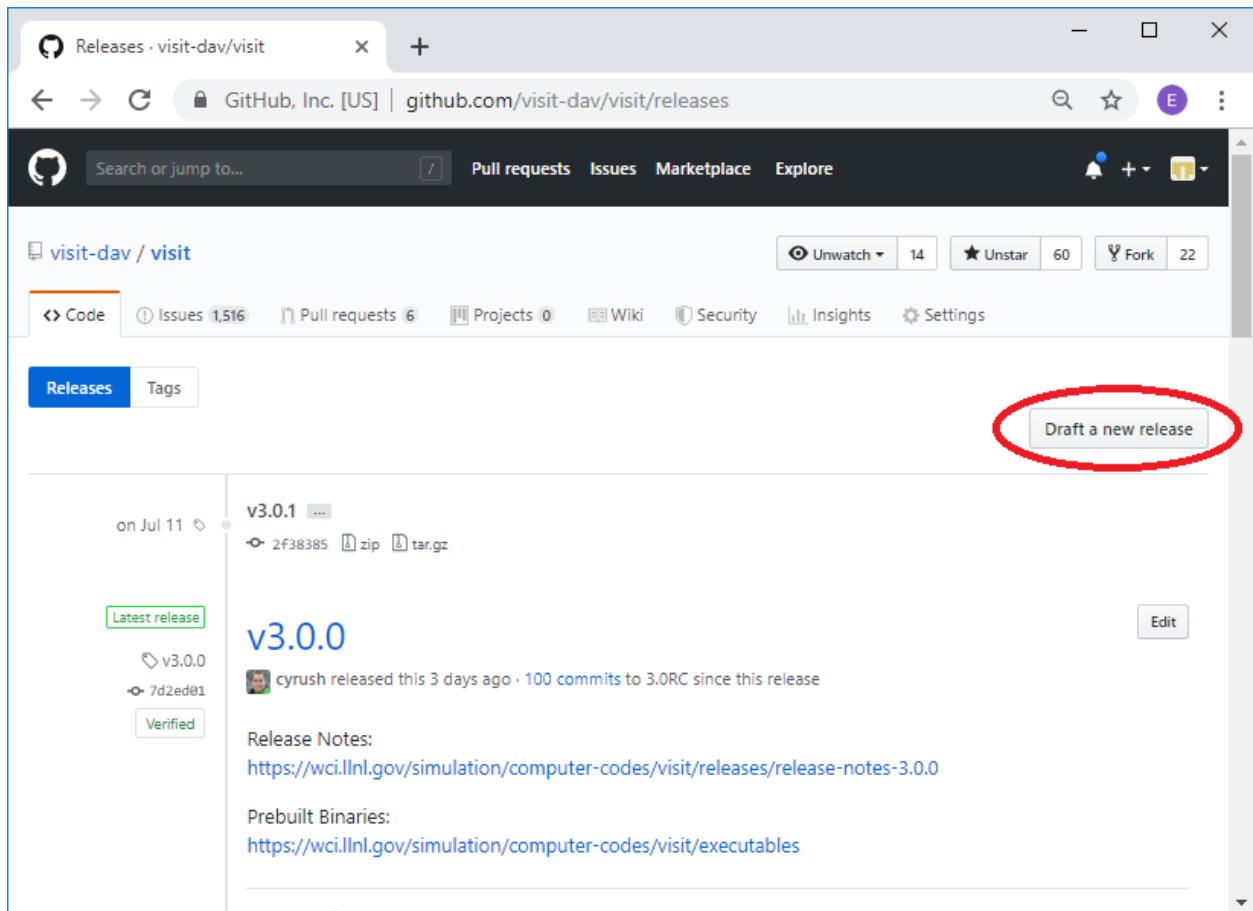 Releases · visit-dav/visit
GitHub, Inc. [US] | github.com/visit-dav/visit/releases E
Search or jump to... / Pull requests Issues Marketplace Explore
visit-dav / visit Unwatch 14 Unstar 60 Fork 22
Code Issues 1,516 Pull requests 6 Projects 0 Wiki Security Insights Settings
Releases Tags
Draft a new release
on Jul 11 v3.0.1 ...
2f38385 zip tar.gz
Latest release
v3.0.0 Edit
v3.0.0
7d2ed01
Verified
cyrush released this 3 days ago · 100 commits to 3.0RC since this release
Release Notes:
https://wci.llnl.gov/simulation/computer-codes/visit/releases/release-notes-3.0.0
Prebuilt Binaries:
https://wci.llnl.gov/simulation/computer-codes/visit/executables